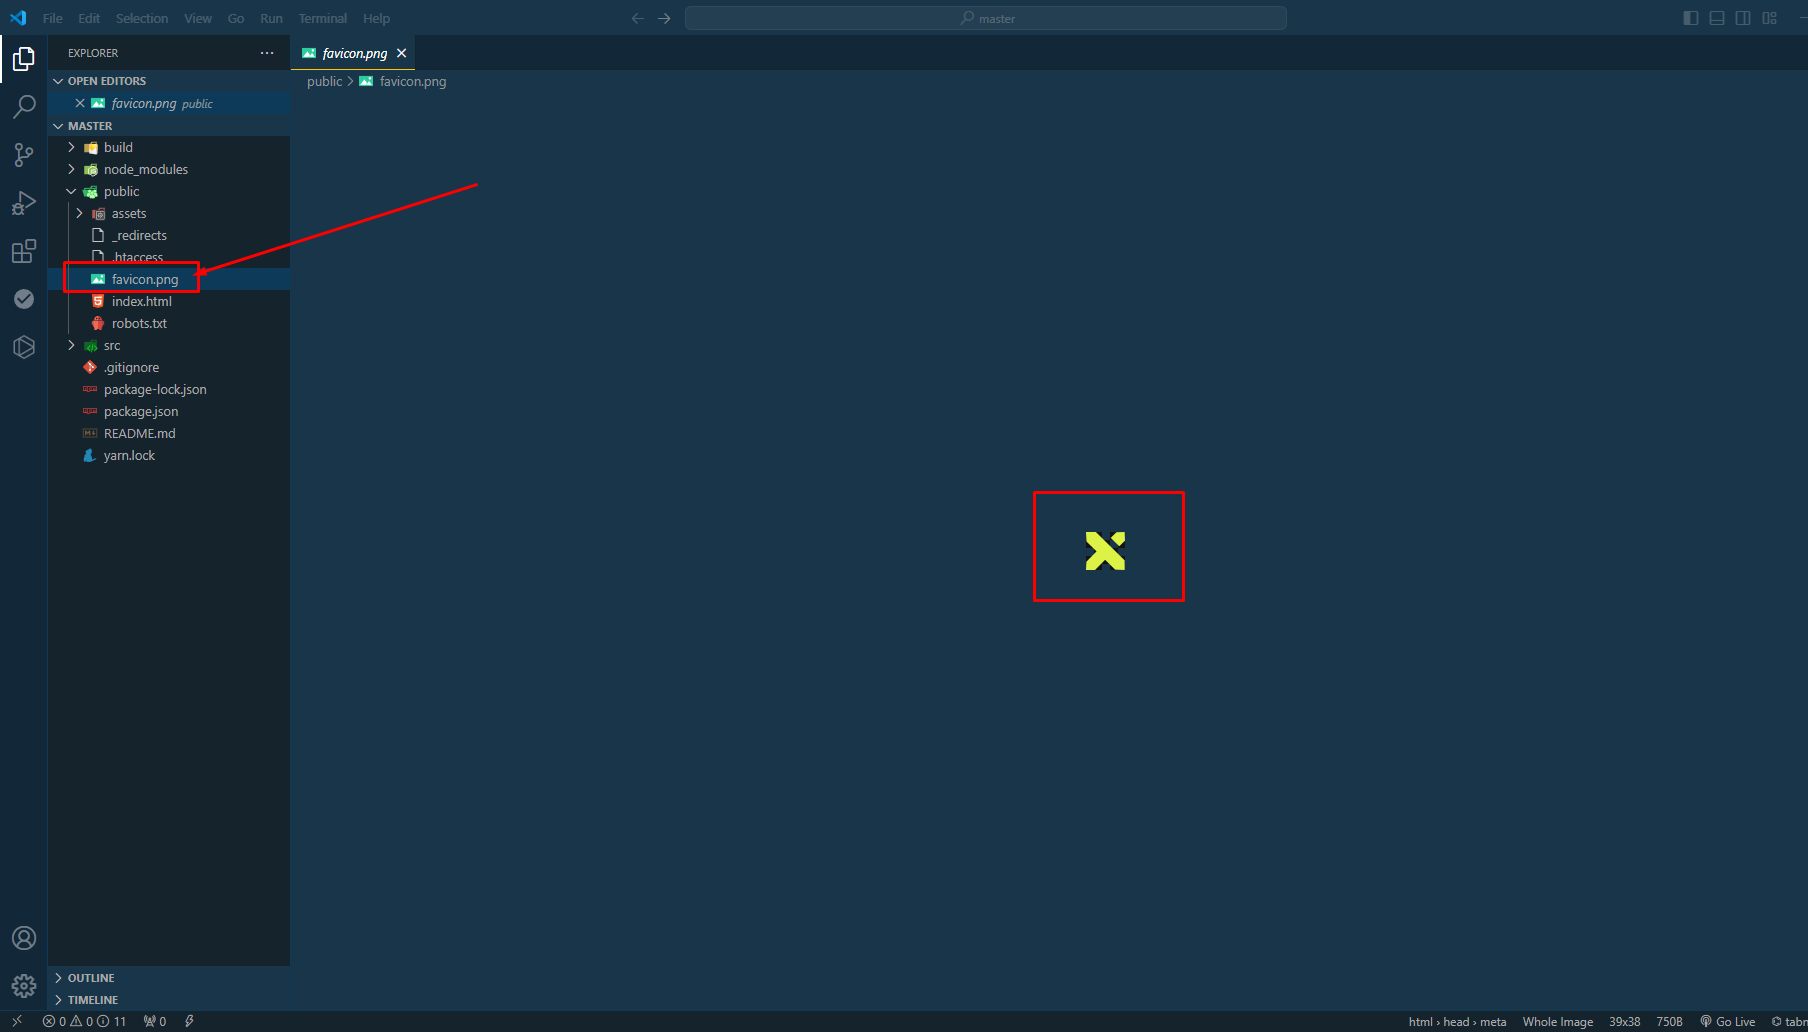 File Edit Selection View Go Run Terminal Help
master
EXPLORER
favicon.png
OPEN EDITORS
favicon.png public
public > favicon.png
MASTER
build
node_modules
public
assets
_redirects
.htaccess
favicon.png
index.html
robots.txt
src
.gitignore
package-lock.json
package.json
README.md
yarn.lock
OUTLINE
TIMELINE
0 0 11 0
html › head › meta Whole Image 39x38 750B Go Live tabn